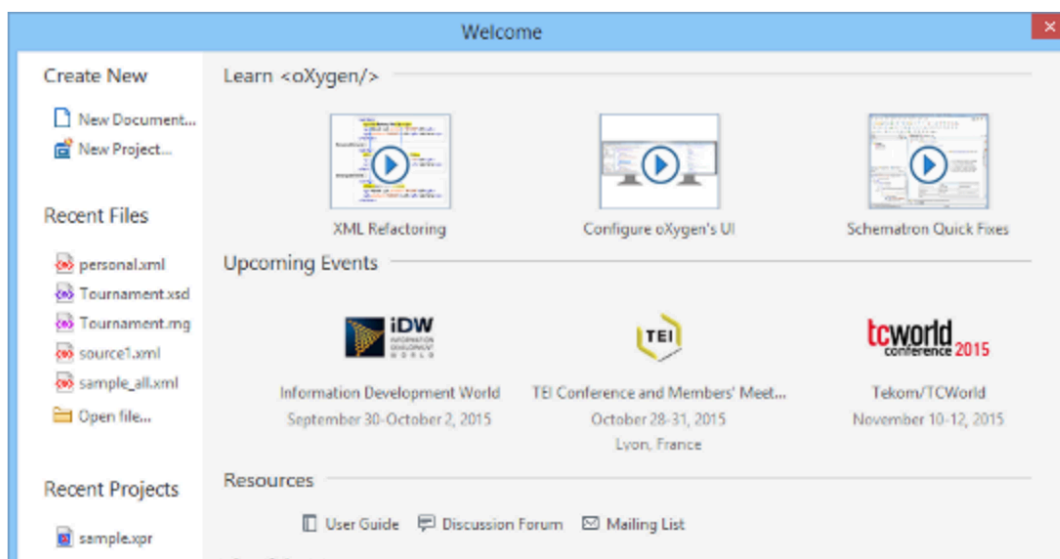 Welcome
Create New
New Document...
New Project...
Recent Files
personal.xml
Tournament.xsd
Tournament.rng
source1.xml
sample_all.xml
Open file...
Recent Projects
sample.xpr
Learn <oXygen/>
XML Refactoring
Configure oXygen's UI
Schematron Quick Fixes
Upcoming Events
iDW
INFORMATION
DEVELOPMENT
WORLD
Information Development World
September 30-October 2, 2015
TEI
TEI Conference and Members' Meet...
October 28-31, 2015
Lyon, France
tcworld
conference 2015
Tekom/TCWorld
November 10-12, 2015
Resources
User Guide
Discussion Forum
Mailing List